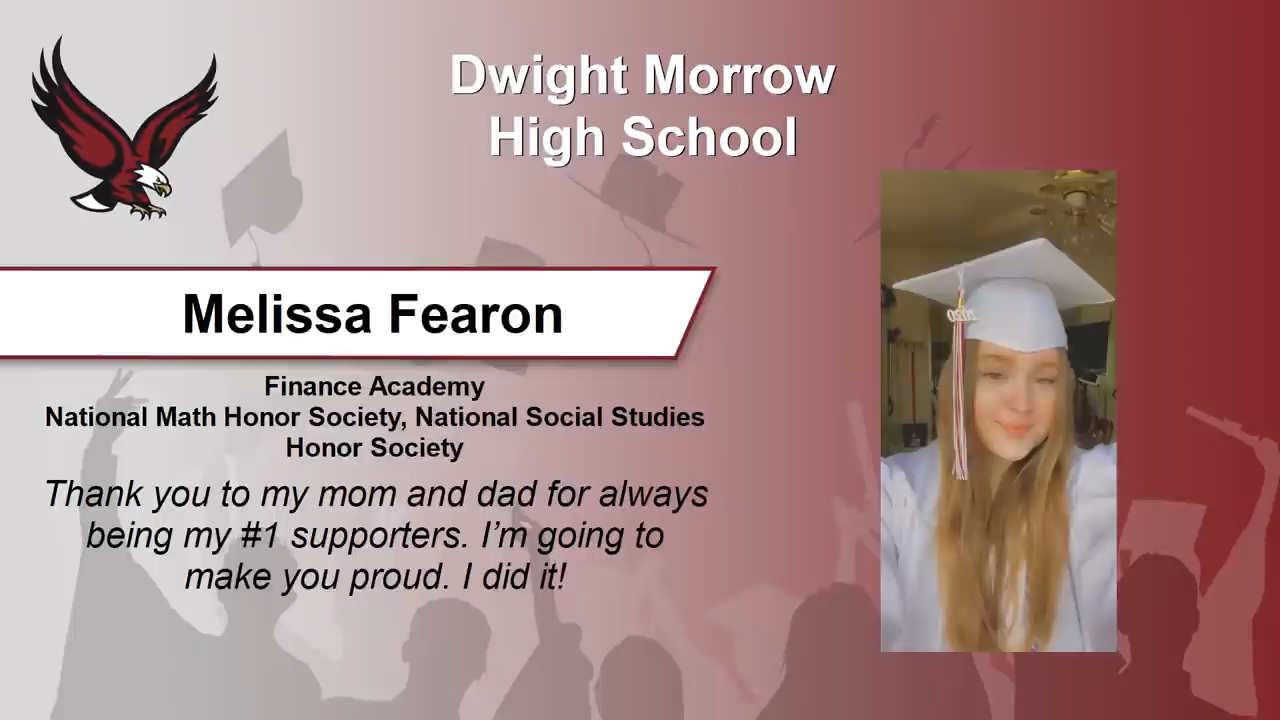 Dwight Morrow
High School
Melissa Fearon
Finance Academy
National Math Honor Society, National Social Studies
Honor Society
Thank you to my mom and dad for always
being my #1 supporters. I’m going to
make you proud. I did it!
2020